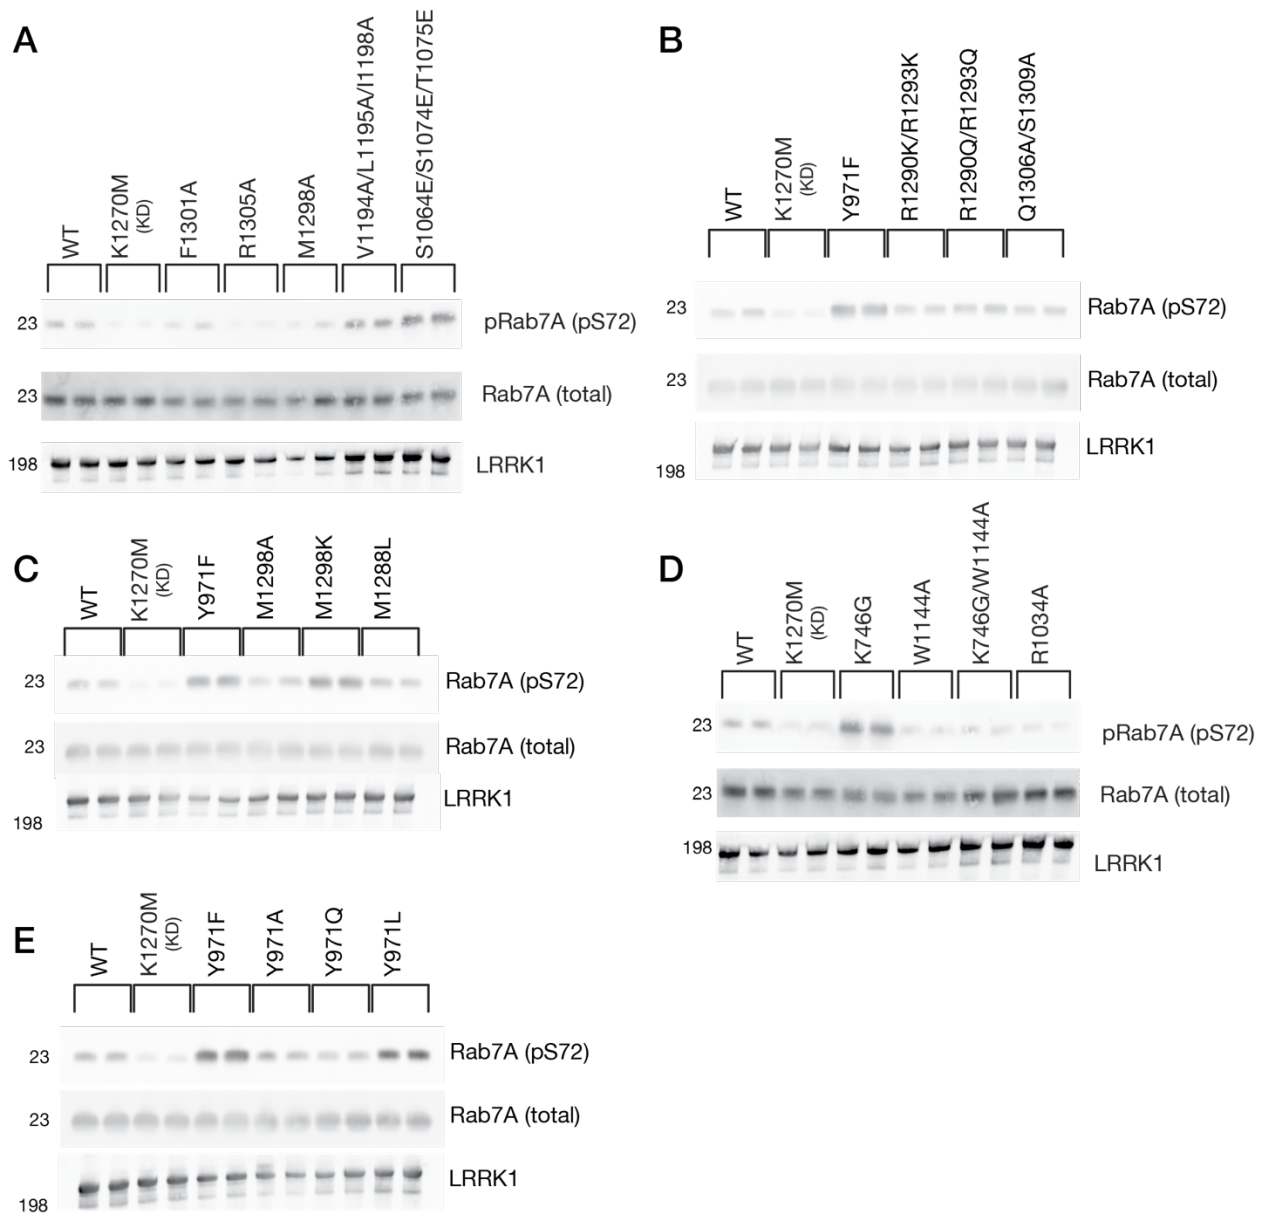 A
WT
K1270M
(KD)
F1301A
R1305A
M1298A
V1194A/L1195A/I1198A
S1064E/S1074E/T1075E
23
pRab7A (pS72)
23
Rab7A (total)
198
LRRK1
B
WT
K1270M
(KD)
Y971F
R1290K/R1293K
R1290Q/R1293Q
Q1306A/S1309A
23
Rab7A (pS72)
23
Rab7A (total)
198
LRRK1
C
WT
K1270M
(KD)
Y971F
M1298A
M1298K
M1288L
23
Rab7A (pS72)
23
Rab7A (total)
LRRK1
198
D
WT
K1270M
(KD)
K746G
W1144A
K746G/W1144A
R1034A
23
pRab7A (pS72)
23
Rab7A (total)
198
LRRK1
E
WT
K1270M
(KD)
Y971F
Y971A
Y971Q
Y971L
23
Rab7A (pS72)
23
Rab7A (total)
LRRK1
198